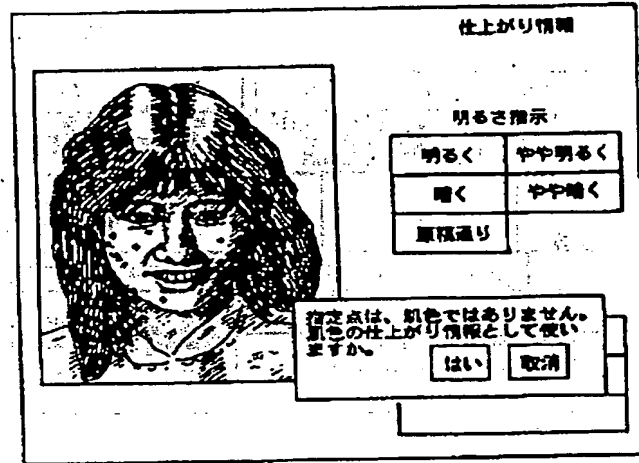 仕上がり情報
明るさ指示
明るく やや明るく
暗く やや暗く
原稿通り
指定点は、肌色ではありません。
肌色の仕上がり情報として使い
ますか。
はい 取消